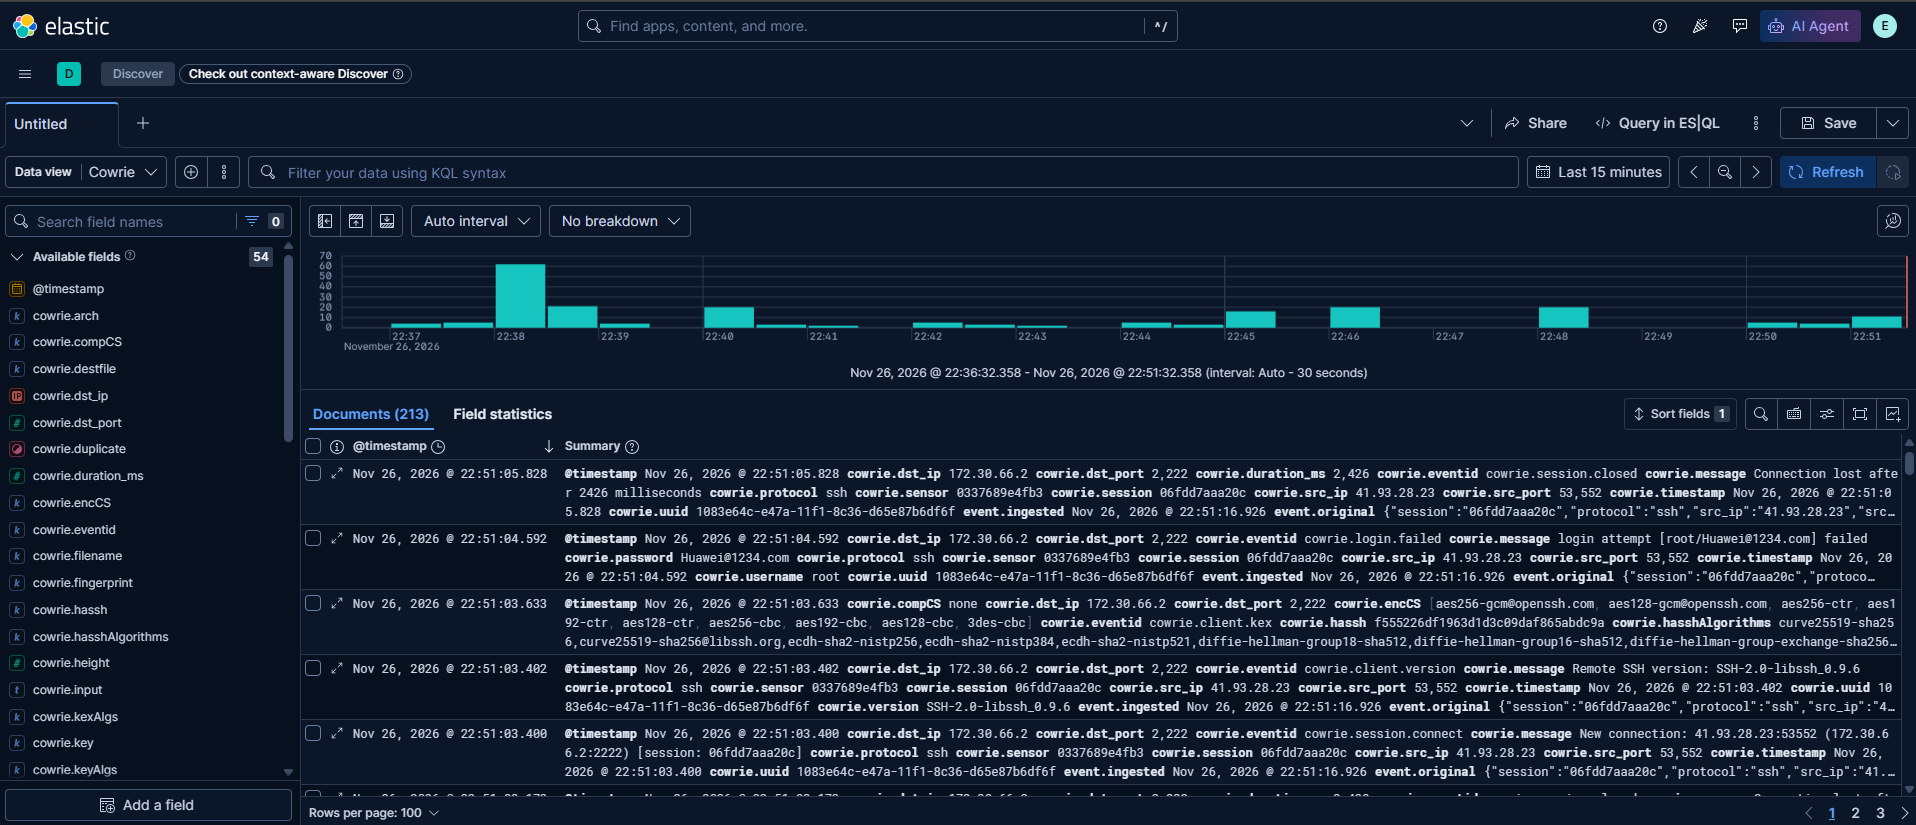 elastic
Find apps, content, and more.
^/
AI Agent
E
D
Discover
Check out context-aware Discover
Untitled
Share
Query in ES|QL
Save
Data view
Cowrie
Filter your data using KQL syntax
Last 15 minutes
Refresh
Search field names
0
Auto interval
No breakdown
Available fields
54
@timestamp
cowrie.arch
cowrie.compCS
cowrie.destfile
cowrie.dst_ip
cowrie.dst_port
cowrie.duplicate
cowrie.duration_ms
cowrie.encCS
cowrie.eventid
cowrie.filename
cowrie.fingerprint
cowrie.hassh
cowrie.hasshAlgorithms
cowrie.height
cowrie.input
cowrie.kexAlgs
cowrie.key
cowrie.keyAlgs
Add a field
70
60
50
40
30
20
10
0
22:37 22:38 22:39 22:40 22:41 22:42 22:43 22:44 22:45 22:46 22:47 22:48 22:49 22:50 22:51
November 26, 2026
Nov 26, 2026 @ 22:36:32.358 - Nov 26, 2026 @ 22:51:32.358 (interval: Auto - 30 seconds)
Documents (213)
Field statistics
Sort fields 1
@timestamp
Summary
Nov 26, 2026 @ 22:51:05.828
@timestamp Nov 26, 2026 @ 22:51:05.828 cowrie.dst_ip 172.30.66.2 cowrie.dst_port 2,222 cowrie.duration_ms 2,426 cowrie.eventid cowrie.session.closed cowrie.message Connection lost afte
r 2426 milliseconds cowrie.protocol ssh cowrie.sensor 0337689e4fb3 cowrie.session 06fdd7aaa20c cowrie.src_ip 41.93.28.23 cowrie.src_port 53,552 cowrie.timestamp Nov 26, 2026 @ 22:51:0
5.828 cowrie.uuid 1083e64c-e47a-11f1-8c36-d65e87b6df6f event.ingested Nov 26, 2026 @ 22:51:16.926 event.original {"session":"06fdd7aaa20c","protocol":"ssh","src_ip":"41.93.28.23","src…
Nov 26, 2026 @ 22:51:04.592
@timestamp Nov 26, 2026 @ 22:51:04.592 cowrie.dst_ip 172.30.66.2 cowrie.dst_port 2,222 cowrie.eventid cowrie.login.failed cowrie.message login attempt [root/Huawei@1234.com] failed
cowrie.password Huawei@1234.com cowrie.protocol ssh cowrie.sensor 0337689e4fb3 cowrie.session 06fdd7aaa20c cowrie.src_ip 41.93.28.23 cowrie.src_port 53,552 cowrie.timestamp Nov 26, 20
26 @ 22:51:04.592 cowrie.username root cowrie.uuid 1083e64c-e47a-11f1-8c36-d65e87b6df6f event.ingested Nov 26, 2026 @ 22:51:16.926 event.original {"session":"06fdd7aaa20c","protoco…
Nov 26, 2026 @ 22:51:03.633
@timestamp Nov 26, 2026 @ 22:51:03.633 cowrie.compCS none cowrie.dst_ip 172.30.66.2 cowrie.dst_port 2,222 cowrie.encCS [aes256-gcm@openssh.com, aes128-gcm@openssh.com, aes256-ctr, aes1
92-ctr, aes128-ctr, aes256-cbc, aes192-cbc, aes128-cbc, 3des-cbc] cowrie.eventid cowrie.client.kex cowrie.hassh f555226df1963d1d3c09daf865abdc9a cowrie.hasshAlgorithms curve25519-sha25
6,curve25519-sha256@libssh.org,ecdh-sha2-nistp256,ecdh-sha2-nistp384,ecdh-sha2-nistp521,diffie-hellman-group18-sha512,diffie-hellman-group16-sha512,diffie-hellman-group-exchange-sha256…
Nov 26, 2026 @ 22:51:03.402
@timestamp Nov 26, 2026 @ 22:51:03.402 cowrie.dst_ip 172.30.66.2 cowrie.dst_port 2,222 cowrie.eventid cowrie.client.version cowrie.message Remote SSH version: SSH-2.0-libssh_0.9.6
cowrie.protocol ssh cowrie.sensor 0337689e4fb3 cowrie.session 06fdd7aaa20c cowrie.src_ip 41.93.28.23 cowrie.src_port 53,552 cowrie.timestamp Nov 26, 2026 @ 22:51:03.402 cowrie.uuid 10
83e64c-e47a-11f1-8c36-d65e87b6df6f cowrie.version SSH-2.0-libssh_0.9.6 event.ingested Nov 26, 2026 @ 22:51:16.926 event.original {"session":"06fdd7aaa20c","protocol":"ssh","src_ip":"4…
Nov 26, 2026 @ 22:51:03.400
@timestamp Nov 26, 2026 @ 22:51:03.400 cowrie.dst_ip 172.30.66.2 cowrie.dst_port 2,222 cowrie.eventid cowrie.session.connect cowrie.message New connection: 41.93.28.23:53552 (172.30.6
6.2:2222) [session: 06fdd7aaa20c] cowrie.protocol ssh cowrie.sensor 0337689e4fb3 cowrie.session 06fdd7aaa20c cowrie.src_ip 41.93.28.23 cowrie.src_port 53,552 cowrie.timestamp Nov 26,
2026 @ 22:51:03.400 cowrie.uuid 1083e64c-e47a-11f1-8c36-d65e87b6df6f event.ingested Nov 26, 2026 @ 22:51:16.926 event.original {"session":"06fdd7aaa20c","protocol":"ssh","src_ip":"41.…
Rows per page: 100
1 2 3